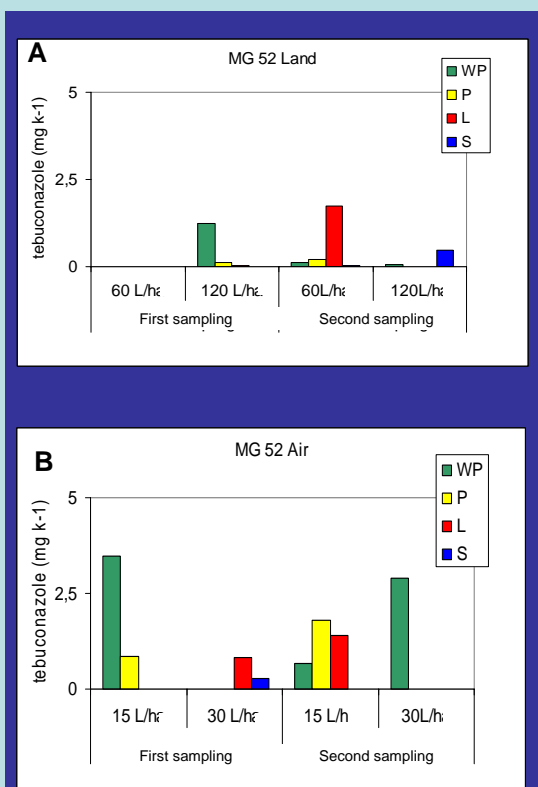 A
MG 52 Land
WP
P
L
S
tebuconazole (mg k-1)
5
2,5
0
60 L/ha 120 L/ha. 60L/ha 120L/ha
First sampling Second sampling
B
MG 52 Air
WP
P
L
S
tebuconazole (mg k-1)
5
2,5
0
15 L/ha 30 L/ha 15 L/h 30L/ha
First sampling Second sampling